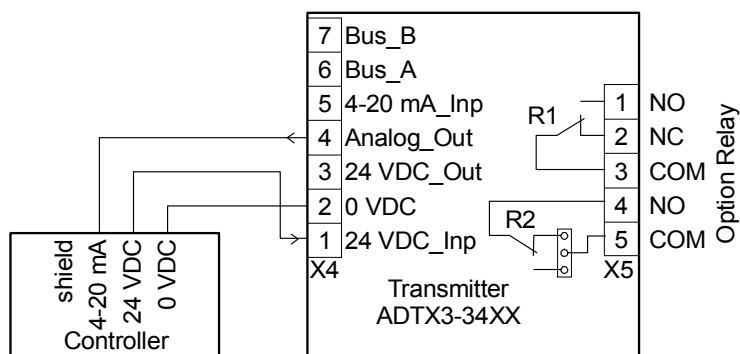 7 Bus_B
6 Bus_A
5 4-20 mA_Inp
4 Analog_Out
3 24 VDC_Out
2 0 VDC
1 24 VDC_Inp
X4
R1
R2
1 NO
2 NC
3 COM
4 NO
5 COM
X5
Option Relay
Transmitter
ADTX3-34XX
shield
4-20 mA
24 VDC
0 VDC
Controller